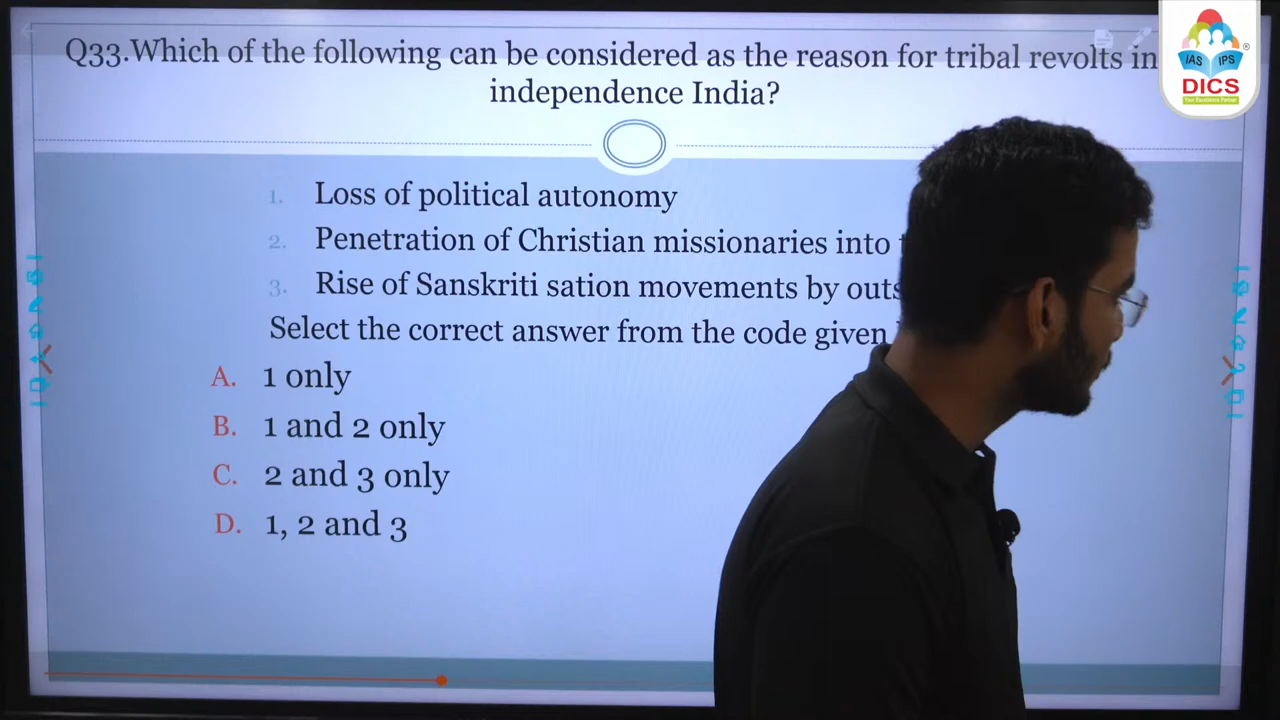 Q33.Which of the following can be considered as the reason for tribal revolts in
independence India?
1. Loss of political autonomy
2. Penetration of Christian missionaries into
3. Rise of Sanskriti sation movements by
Select the correct answer from the code given
A. 1 only
B. 1 and 2 only
C. 2 and 3 only
D. 1, 2 and 3
IAS IPS
DICS